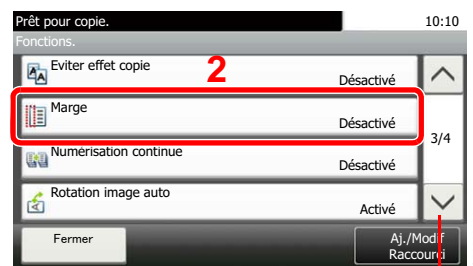 Prêt pour copie.
10:10
Fonctions.
Eviter effet copie
2
Désactivé
Marge
Désactivé
3/4
Numérisation continue
Désactivé
Rotation image auto
Activé
Fermer
Aj./Modif
Raccourci